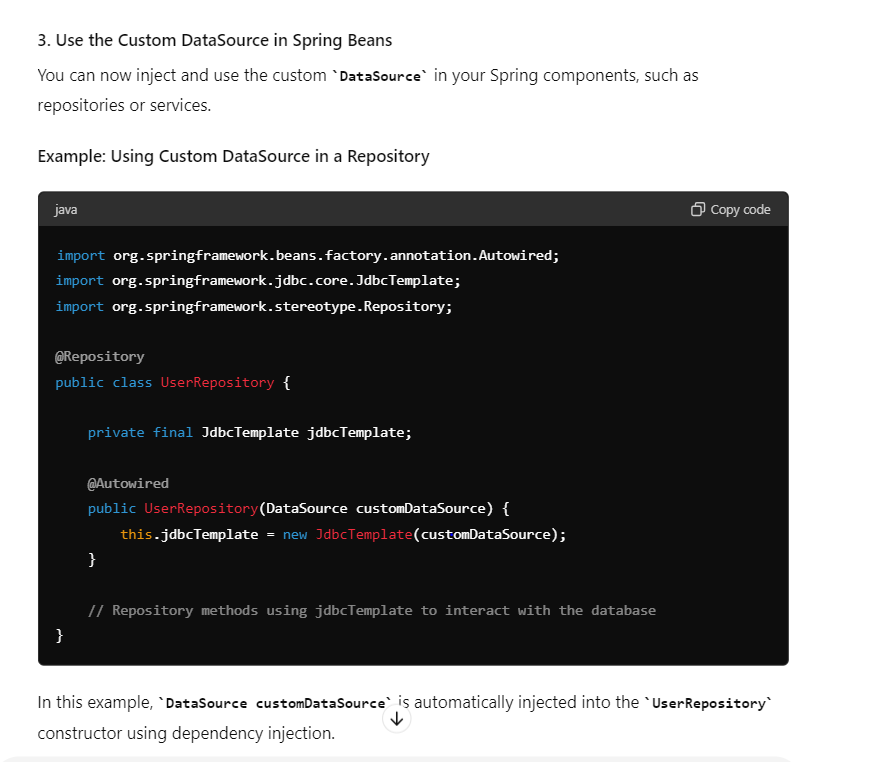 3. Use the Custom DataSource in Spring Beans
You can now inject and use the custom `DataSource` in your Spring components, such as
repositories or services.
Example: Using Custom DataSource in a Repository
java
Copy code
import org.springframework.beans.factory.annotation.Autowired;
import org.springframework.jdbc.core.JdbcTemplate;
import org.springframework.stereotype.Repository;
@Repository
public class UserRepository {
private final JdbcTemplate jdbcTemplate;
@Autowired
public UserRepository(DataSource customDataSource) {
this.jdbcTemplate = new JdbcTemplate(customDataSource);
}
// Repository methods using jdbcTemplate to interact with the database
}
In this example, `DataSource customDataSource` is automatically injected into the `UserRepository`
constructor using dependency injection.